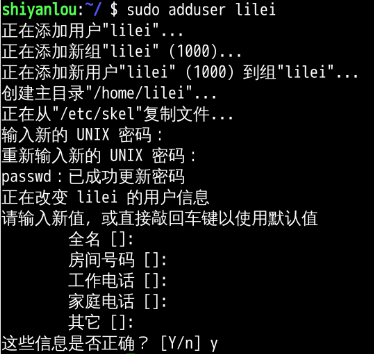 shiyanlou:~/ $ sudo adduser lilei
正在添加用户"lilei"...
正在添加新组"lilei" (1000)...
正在添加新用户"lilei" (1000) 到组"lilei"...
创建主目录"/home/lilei"...
正在从"/etc/skel"复制文件...
输入新的 UNIX 密码：
重新输入新的 UNIX 密码：
passwd：已成功更新密码
正在改变 lilei 的用户信息
请输入新值，或直接敲回车键以使用默认值
全名 []:
房间号码 []:
工作电话 []:
家庭电话 []:
其它 []:
这些信息是否正确？ [Y/n] y